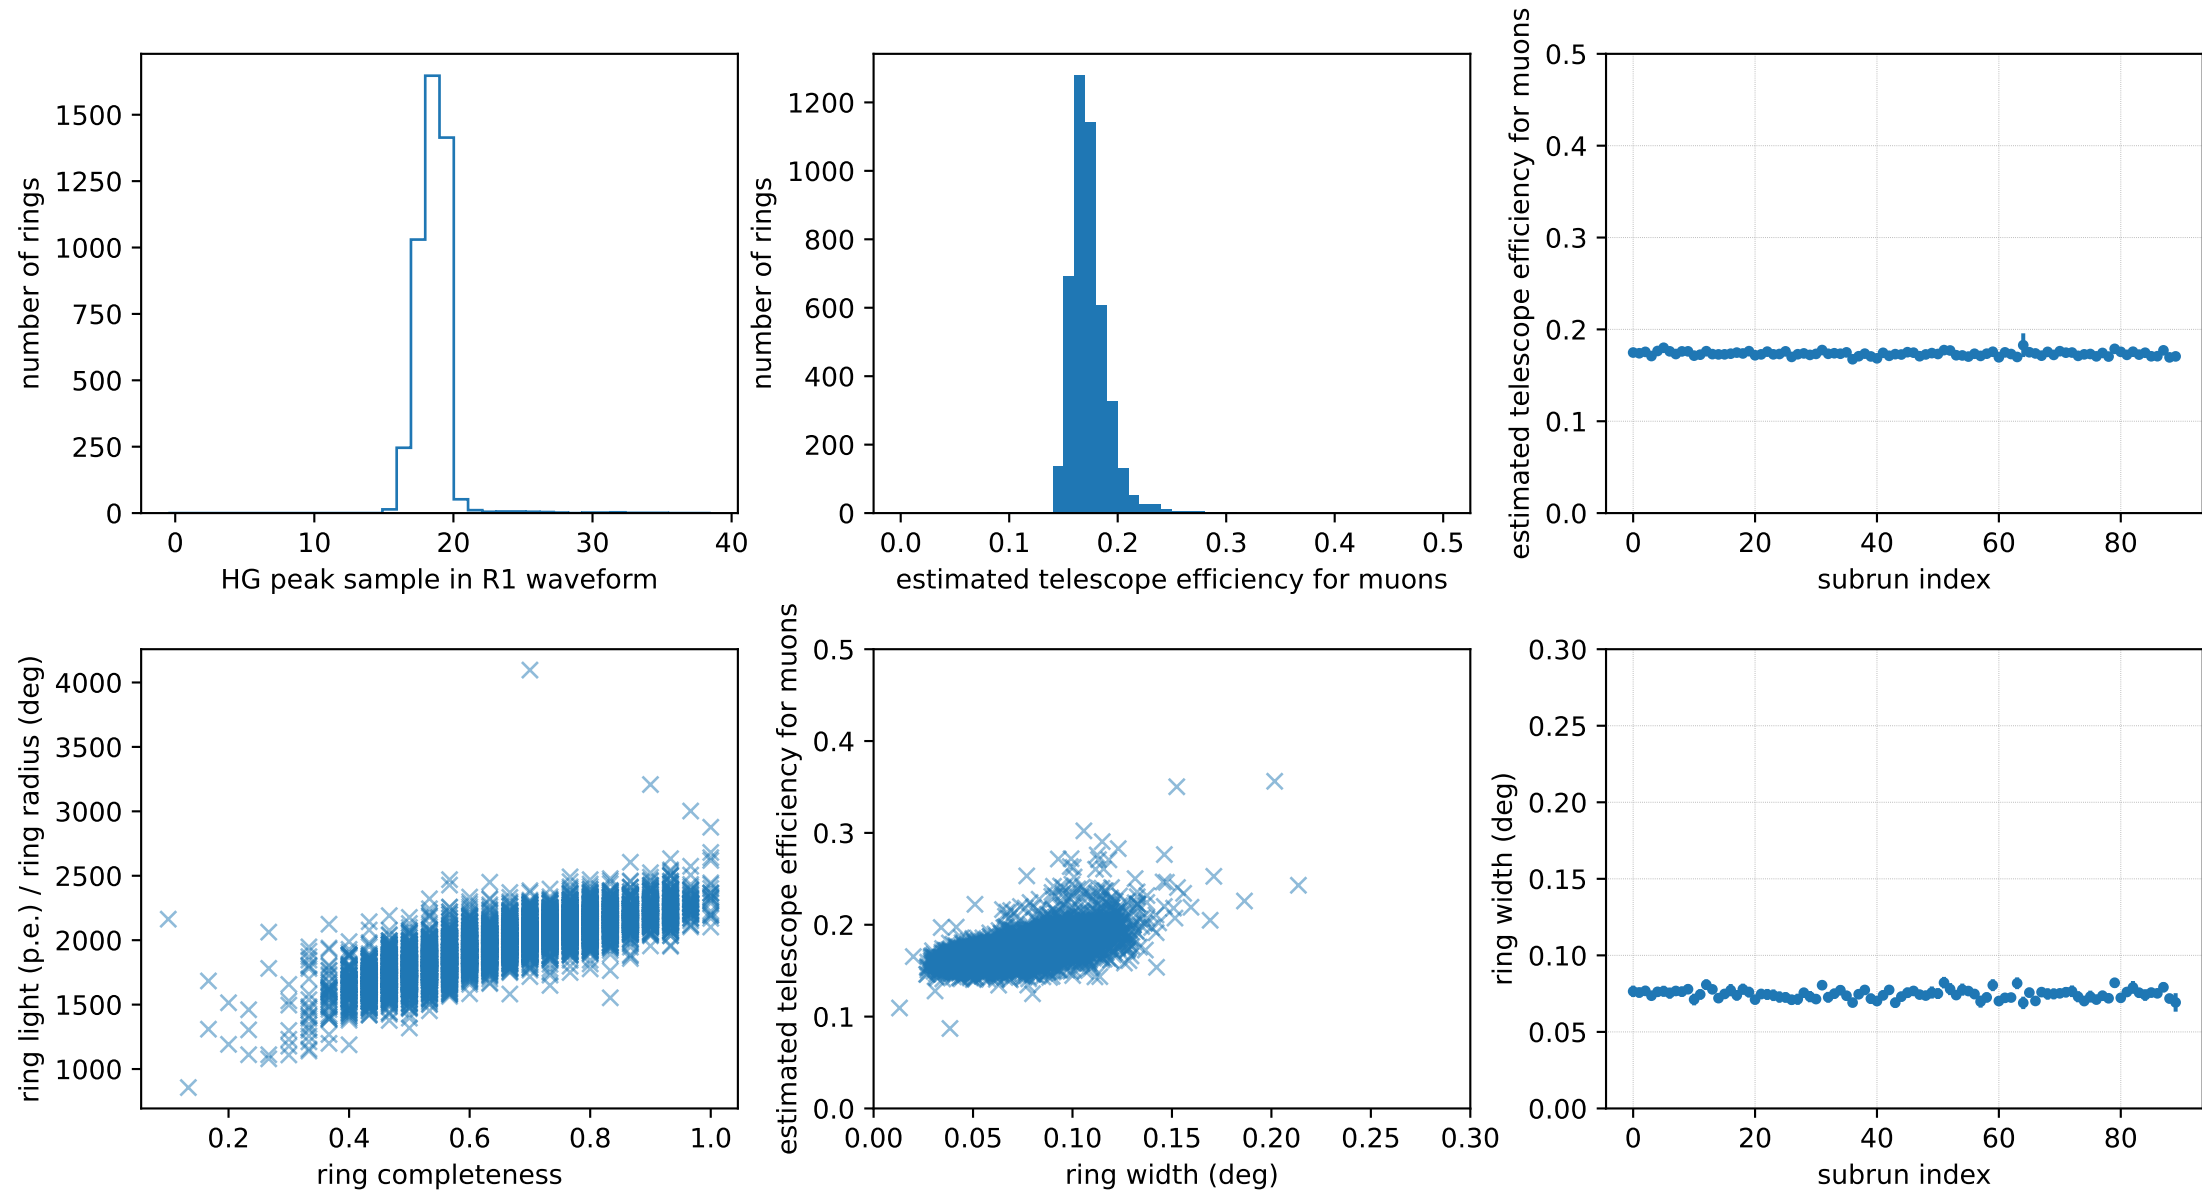 number of rings
1500
1250
1000
750
500
250
0
0 10 20 30 40
HG peak sample in R1 waveform
number of rings
1200
1000
800
600
400
200
0
0.0 0.1 0.2 0.3 0.4 0.5
estimated telescope efficiency for muons
estimated telescope efficiency for muons
0.5
0.4
0.3
0.2
0.1
0.0
0 20 40 60 80
subrun index
ring light (p.e.) / ring radius (deg)
4000
3500
3000
2500
2000
1500
1000
0.2 0.4 0.6 0.8 1.0
ring completeness
estimated telescope efficiency for muons
0.5
0.4
0.3
0.2
0.1
0.0
0.00 0.05 0.10 0.15 0.20 0.25 0.30
ring width (deg)
ring width (deg)
0.30
0.25
0.20
0.15
0.10
0.05
0.00
0 20 40 60 80
subrun index